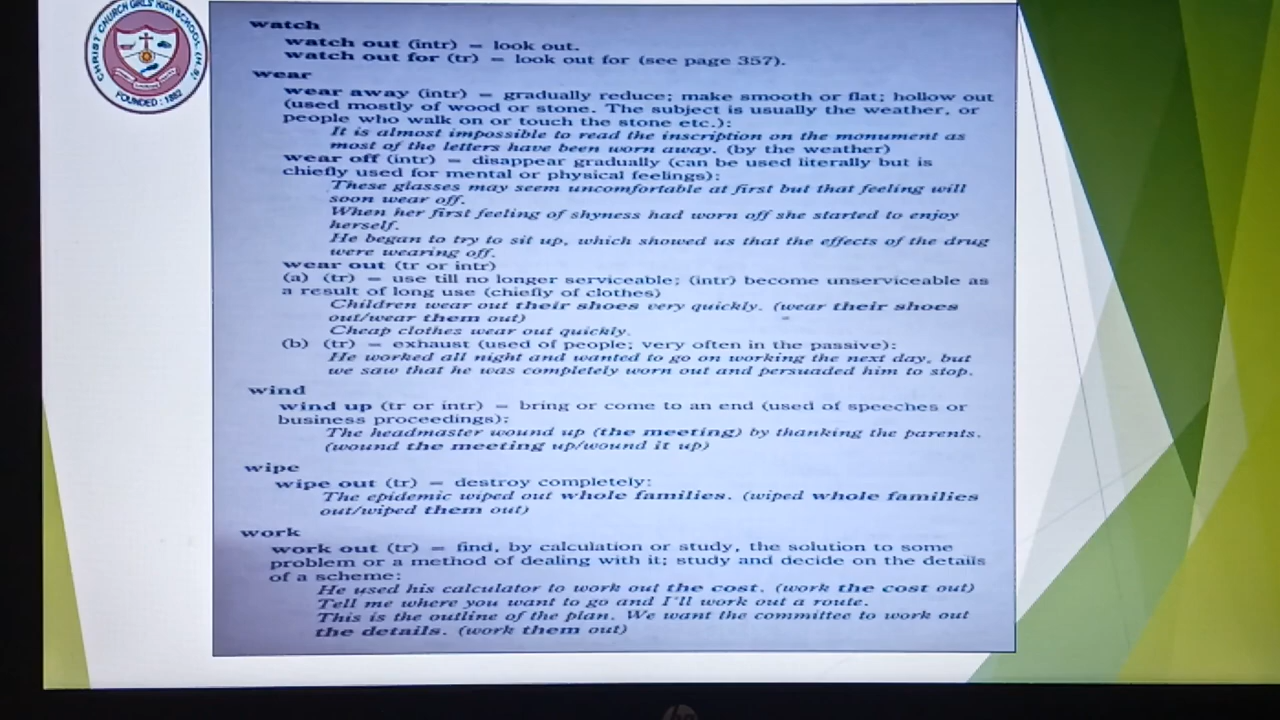 CHRIST CHURCH GIRLS' HIGH SCHOOL (H.S)
FOUNDED : 1882
watch
watch out (intr) = look out.
watch out for (tr) = look out for (see page 357).
wear
wear away (intr) = gradually reduce; make smooth or flat; hollow out
(used mostly of wood or stone. The subject is usually the weather, or
people who walk on or touch the stone etc.):
It is almost impossible to read the inscription on the monument as
most of the letters have been worn away. (by the weather)
wear off (intr) = disappear gradually (can be used literally but is
chiefly used for mental or physical feelings):
These glasses may seem uncomfortable at first but that feeling will
soon wear off.
When her first feeling of shyness had worn off she started to enjoy
herself.
He began to try to sit up, which showed us that the effects of the drug
were wearing off.
wear out (tr or intr)
(a) (tr) = use till no longer serviceable; (intr) become unserviceable as
a result of long use (chiefly of clothes)
Children wear out their shoes very quickly. (wear their shoes
out/wear them out)
Cheap clothes wear out quickly.
(b) (tr) = exhaust (used of people; very often in the passive):
He worked all night and wanted to go on working the next day, but
we saw that he was completely worn out and persuaded him to stop.
wind
wind up (tr or intr) = bring or come to an end (used of speeches or
business proceedings):
The headmaster wound up (the meeting) by thanking the parents.
(wound the meeting up/wound it up)
wipe
wipe out (tr) = destroy completely:
The epidemic wiped out whole families. (wiped whole families
out/wiped them out)
work
work out (tr) = find, by calculation or study, the solution to some
problem or a method of dealing with it; study and decide on the details
of a scheme:
He used his calculator to work out the cost. (work the cost out)
Tell me where you want to go and I'll work out a route.
This is the outline of the plan. We want the committee to work out
the details. (work them out)
hp